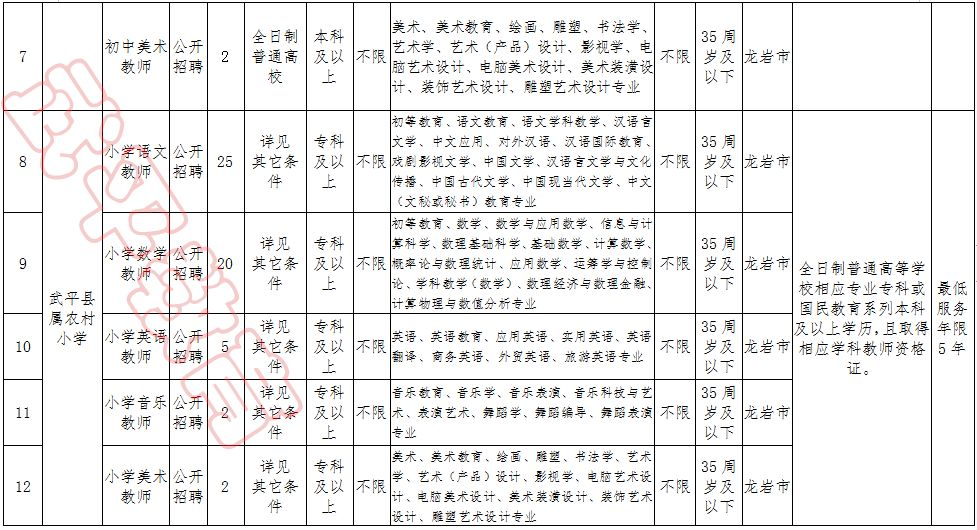 7
初中美术
教师
公开
招聘
2
全日制
普通高
校
本科
及以
上
不限
美术、美术教育、绘画、雕塑、书法学、
艺术学、艺术（产品）设计、影视学、电
脑艺术设计、电脑美术设计、美术装潢设
计、装饰艺术设计、雕塑艺术设计专业
不限
35 周
岁及
以下
龙岩市
8
小学语文
教师
公开
招聘
25
详见
其它条
件
专科
及以
上
不限
初等教育、语文教育、语文学科教学、汉语言
文学、中文应用、对外汉语、汉语国际教育、
戏剧影视文学、中国文学、汉语言文学与文化
传播、中国古代文学、中国现当代文学、中文
（文秘或秘书）教育专业
不限
35 周
岁及
以下
龙岩市
9
小学数学
教师
公开
招聘
20
详见
其它条
件
专科
及以
上
不限
初等教育、数学、数学与应用数学、信息与计
算科学、数理基础科学、基础数学、计算数学、
概率论与数理统计、应用数学、运筹学与控制
论、学科教学（数学）、数理经济与数理金融、
计算物理与数值分析专业
不限
35 周
岁及
以下
龙岩市
武平县
属农村
小学
10
小学英语
教师
公开
招聘
5
详见
其它条
件
专科
及以
上
不限
英语、英语教育、应用英语、实用英语、英语
翻译、商务英语、外贸英语、旅游英语专业
不限
35 周
岁及
以下
龙岩市
全日制普通高等学
校相应专业专科或
国民教育系列本科
及以上学历,且取得
相应学科教师资格
证。
最低
服务
年限
5 年
11
小学音乐
教师
公开
招聘
2
详见
其它条
件
专科
及以
上
不限
音乐教育、音乐学、音乐表演、音乐科技与艺
术、表演艺术、舞蹈学、舞蹈编导、舞蹈表演
专业
不限
35 周
岁及
以下
龙岩市
12
小学美术
教师
公开
招聘
2
详见
其它条
件
专科
及以
上
不限
美术、美术教育、绘画、雕塑、书法学、艺术
学、艺术（产品）设计、影视学、电脑艺术设
计、电脑美术设计、美术装潢设计、装饰艺术
设计、雕塑艺术设计专业
不限
35 周
岁及
以下
龙岩市
武平教育